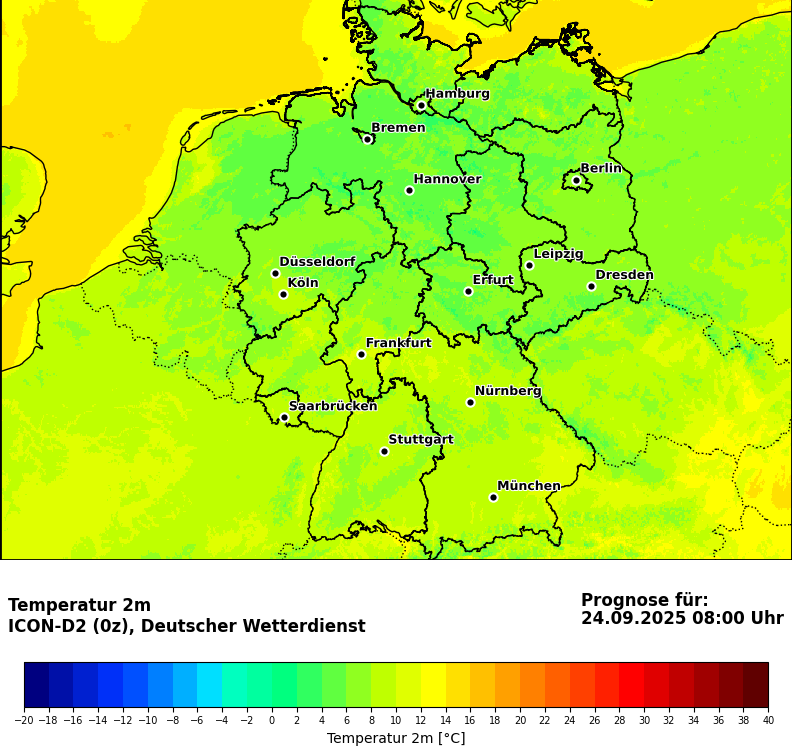 Hamburg
Bremen
Berlin
Hannover
Leipzig
Düsseldorf
Dresden
Köln
Erfurt
Frankfurt
Nürnberg
Saarbrücken
Stuttgart
München
Temperatur 2m
ICON-D2 (0z), Deutscher Wetterdienst
Prognose für:
24.09.2025 08:00 Uhr
−20 −18 −16 −14 −12 −10 −8 −6 −4 −2 0 2 4 6 8 10 12 14 16 18 20 22 24 26 28 30 32 34 36 38 40
Temperatur 2m [°C]